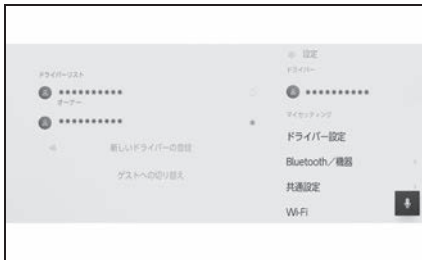 ドライバーリスト
**********
オーナー
**********
新しいドライバーの登録
ゲストへの切り替え
設定
ドライバー
**********
マイセッティング
ドライバー設定
Bluetooth／機器
共通設定
Wi-Fi